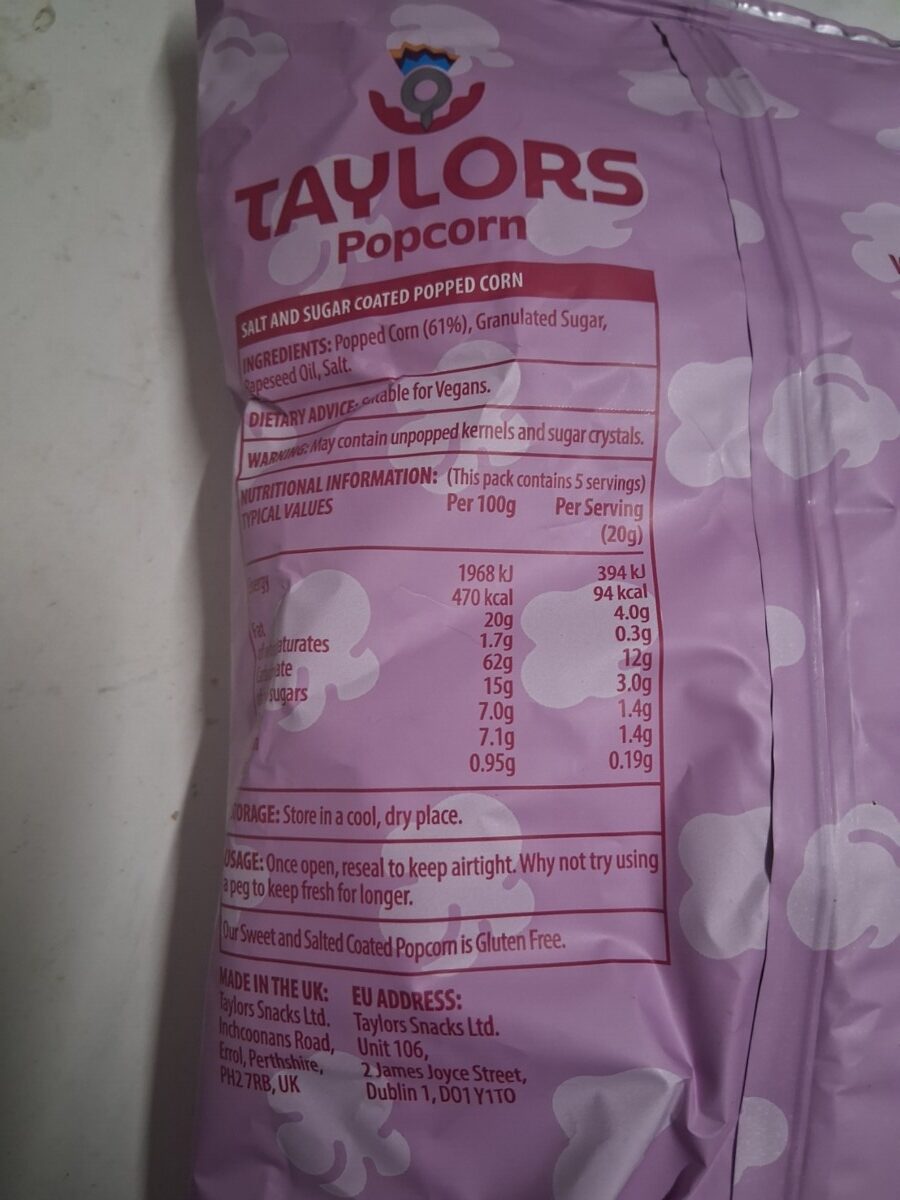 TAYLORS
Popcorn
SALT AND SUGAR COATED POPPED CORN
INGREDIENTS: Popped Corn (61%), Granulated Sugar,
Rapeseed Oil, Salt.
DIETARY ADVICE: Suitable for Vegans.
WARNING: May contain unpopped kernels and sugar crystals.
NUTRITIONAL INFORMATION: (This pack contains 5 servings)
TYPICAL VALUES Per 100g Per Serving
(20g)
Energy 1968 kJ 394 kJ
470 kcal 94 kcal
Fat 20g 4.0g
1.7g 0.3g
62g 12g
sugars 15g 3.0g
7.0g 1.4g
7.1g 1.4g
0.95g 0.19g
STORAGE: Store in a cool, dry place.
USAGE: Once open, reseal to keep airtight. Why not try using
a peg to keep fresh for longer.
Our Sweet and Salted Coated Popcorn is Gluten Free.
MADE IN THE UK:
Taylors Snacks Ltd.
Inchcoonans Road,
Errol, Perthshire,
PH2 7RB, UK
EU ADDRESS:
Taylors Snacks Ltd.
Unit 106,
2 James Joyce Street,
Dublin 1, DO1 Y1TO